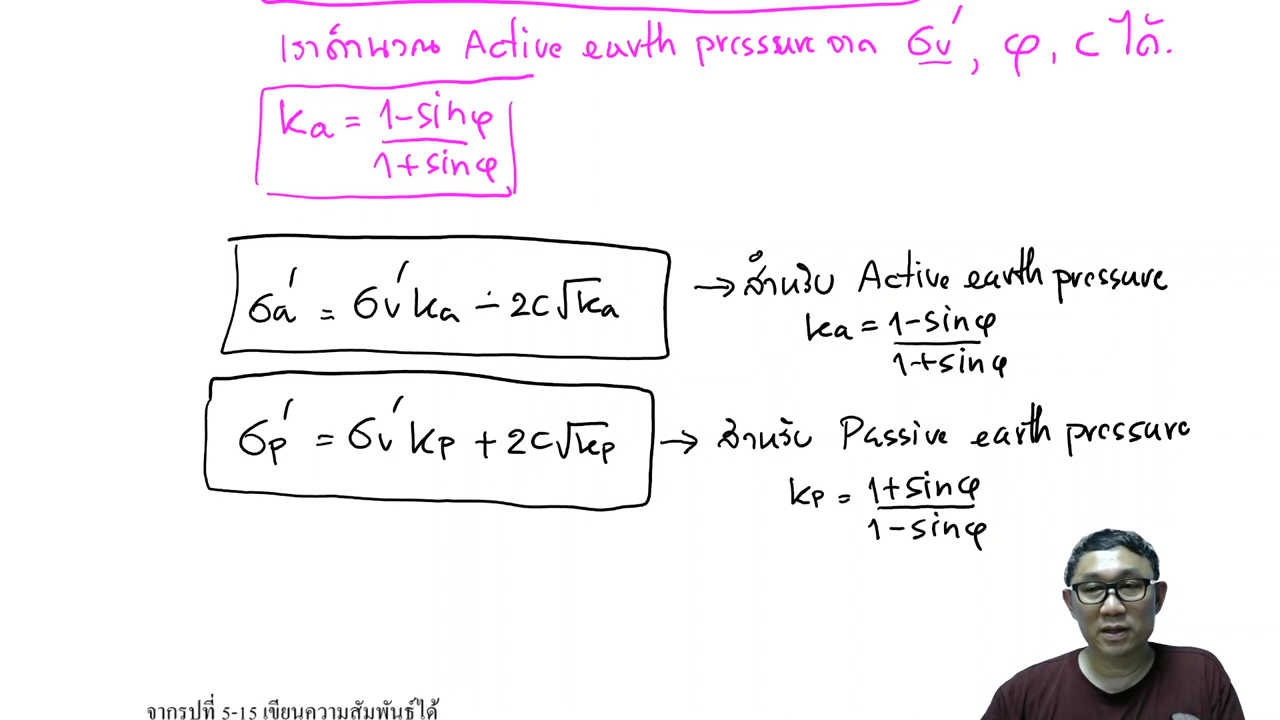 เราคำนวณ Active earth pressure จาก σv′, φ, c ได้.
ka = 1-sinφ
1+sinφ
σa′ = σv′ka - 2c√ka → สำหรับ Active earth pressure
ka = 1-sinφ
1+sinφ
σp′ = σv′kp + 2c√kp → สำหรับ Passive earth pressure
kp = 1+sinφ
1-sinφ
จากรูปที่ 5-15 เขียนความสัมพันธ์ได้